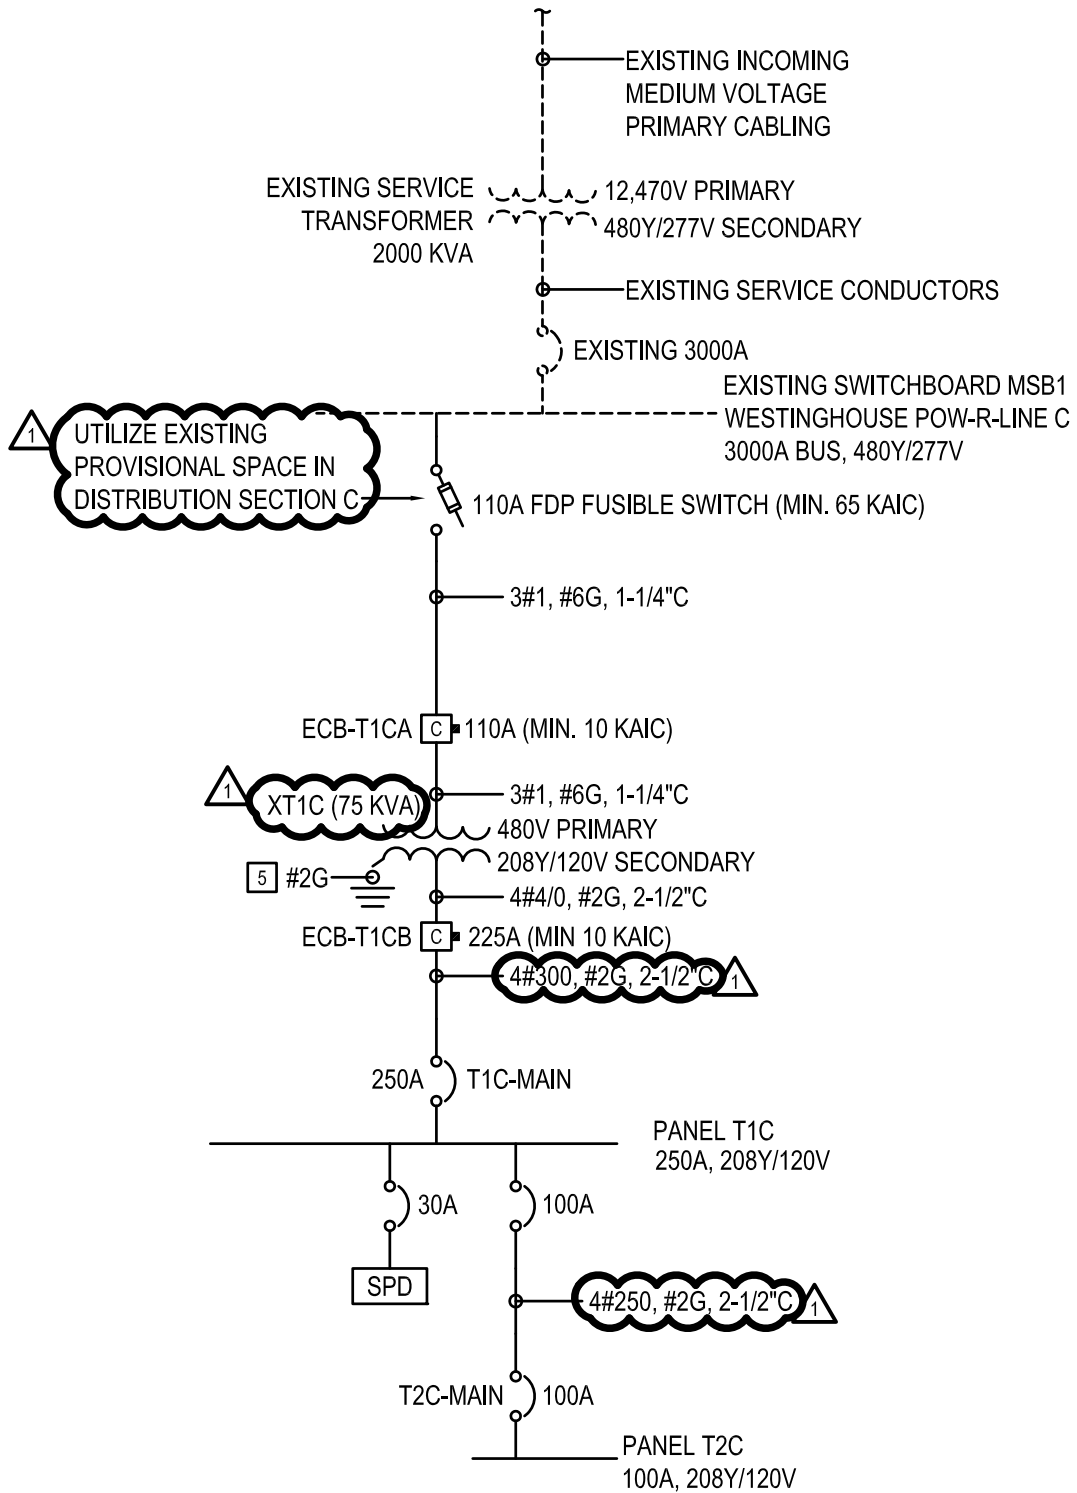 EXISTING INCOMING
MEDIUM VOLTAGE
PRIMARY CABLING
EXISTING SERVICE
TRANSFORMER
2000 KVA
12,470V PRIMARY
480Y/277V SECONDARY
EXISTING SERVICE CONDUCTORS
EXISTING 3000A
EXISTING SWITCHBOARD MSB1
WESTINGHOUSE POW-R-LINE C
3000A BUS, 480Y/277V
1
UTILIZE EXISTING
PROVISIONAL SPACE IN
DISTRIBUTION SECTION C
110A FDP FUSIBLE SWITCH (MIN. 65 KAIC)
3#1, #6G, 1-1/4"C
ECB-T1CA C 110A (MIN. 10 KAIC)
1
XT1C (75 KVA)
3#1, #6G, 1-1/4"C
480V PRIMARY
208Y/120V SECONDARY
5 #2G
4#4/0, #2G, 2-1/2"C
ECB-T1CB C 225A (MIN 10 KAIC)
4#300, #2G, 2-1/2"C 1
250A T1C-MAIN
PANEL T1C
250A, 208Y/120V
30A
100A
SPD
4#250, #2G, 2-1/2"C 1
T2C-MAIN 100A
PANEL T2C
100A, 208Y/120V